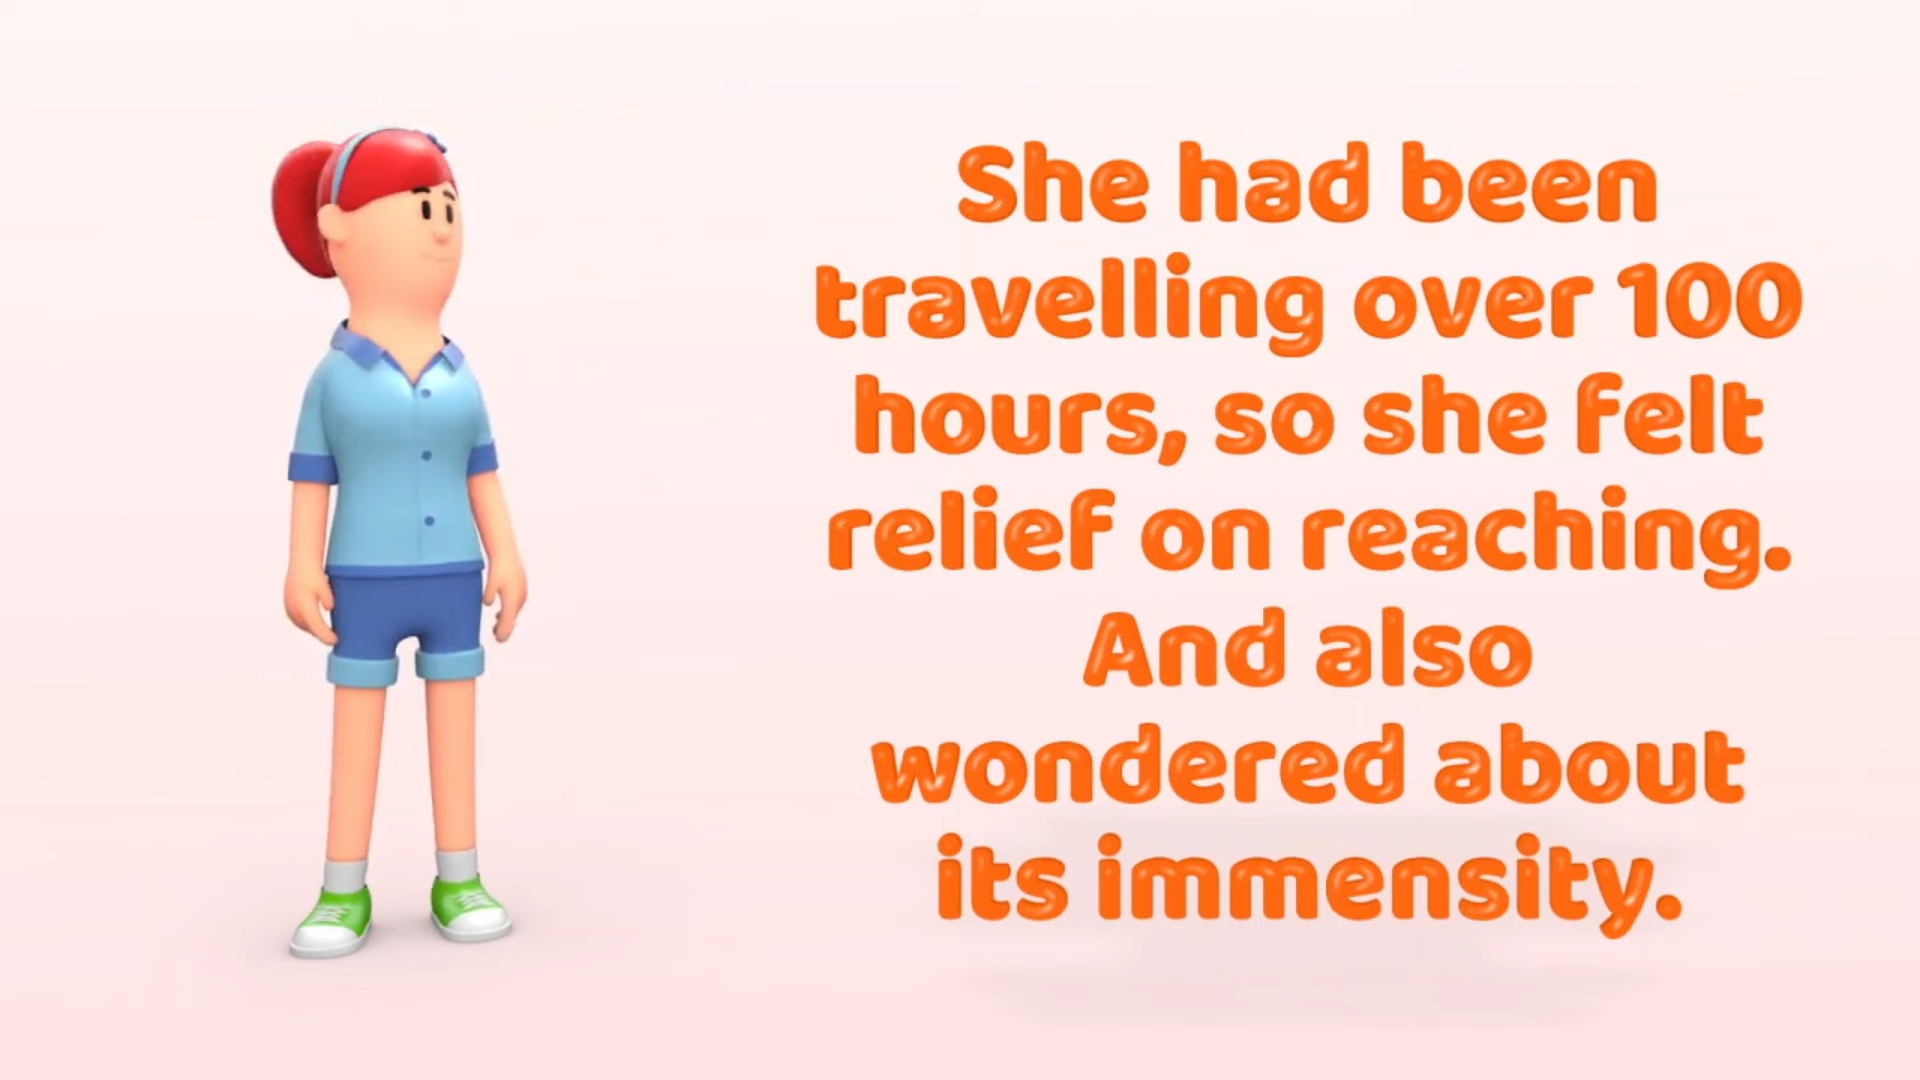 She had been
travelling over 100
hours, so she felt
relief on reaching.
And also
wondered about
its immensity.